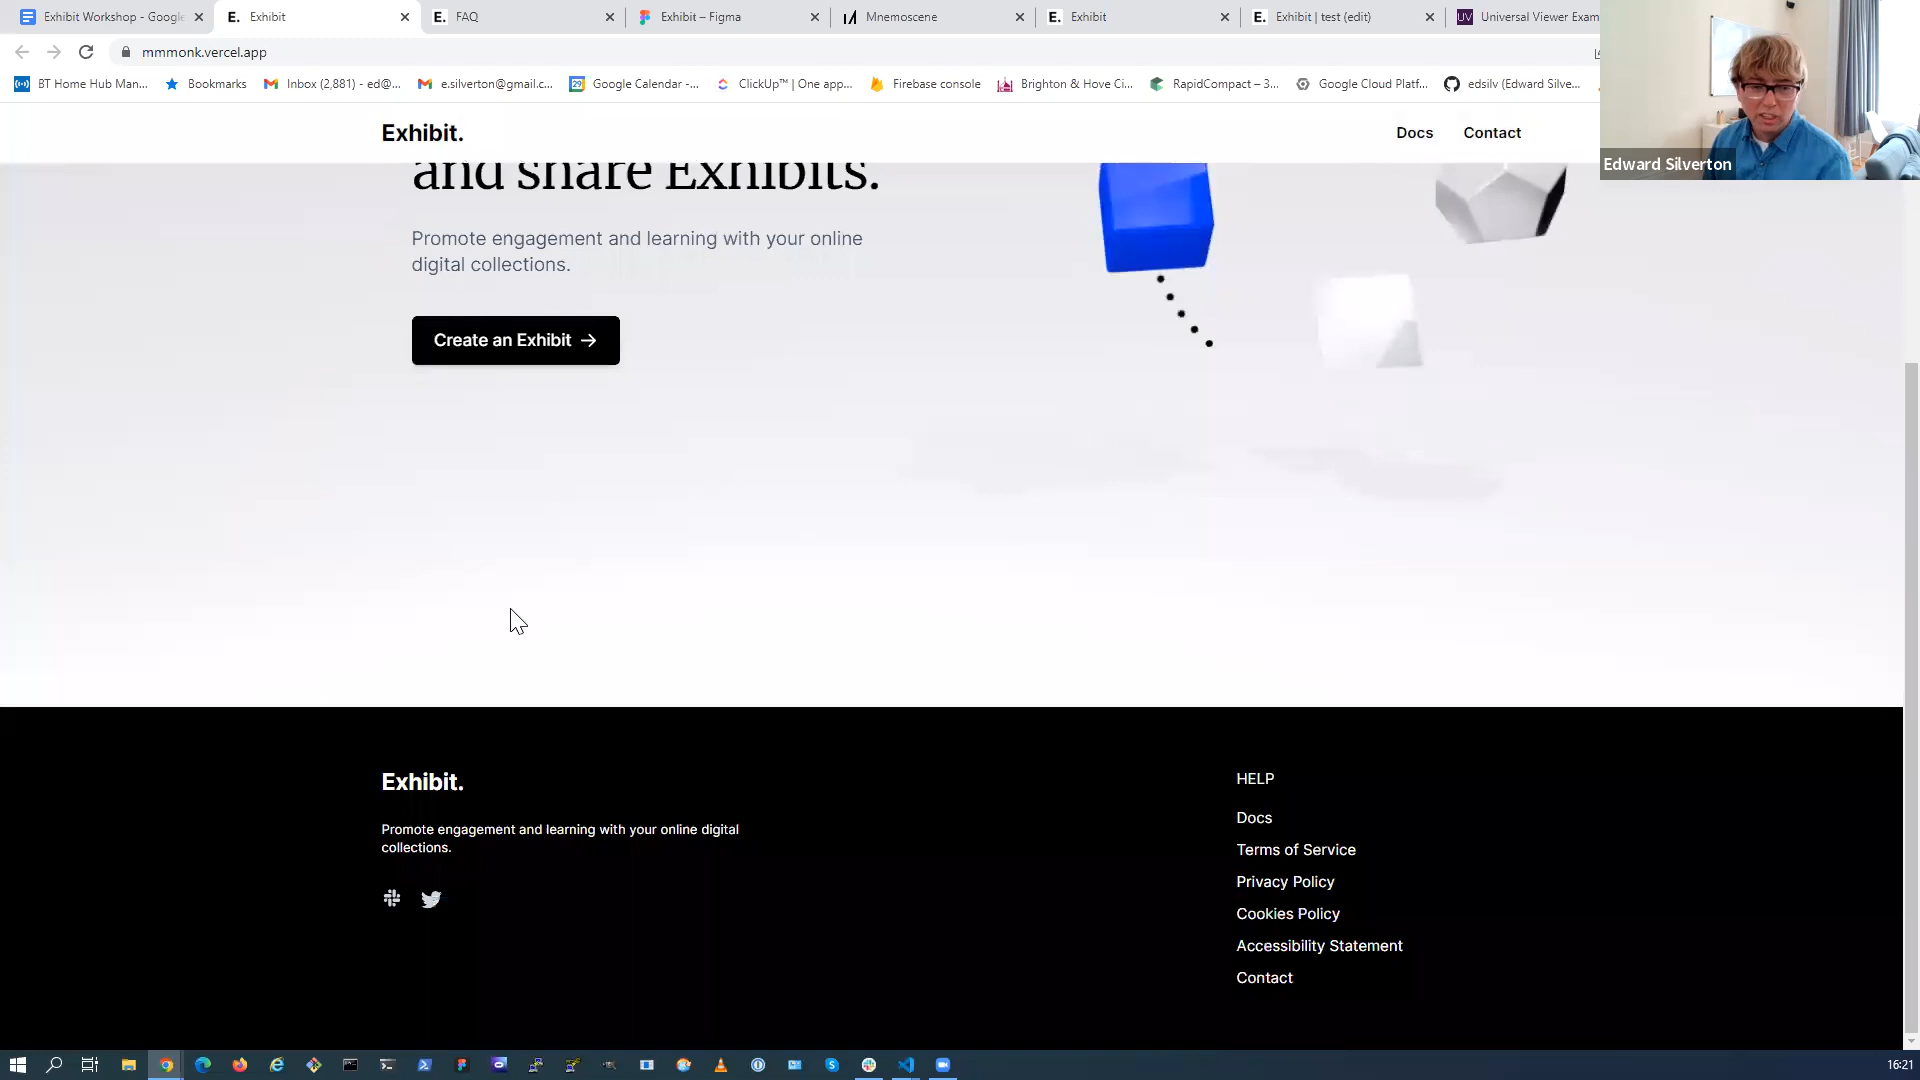 Exhibit Workshop - Google
Exhibit
FAQ
Exhibit – Figma
Mnemoscene
Exhibit
Exhibit | test (edit)
Universal Viewer Exam
mmmonk.vercel.app
BT Home Hub Man...
Bookmarks
Inbox (2,881) - ed@...
e.silverton@gmail.c...
Google Calendar -...
ClickUp™ | One app...
Firebase console
Brighton & Hove Ci...
RapidCompact – 3...
Google Cloud Platf...
edsilv (Edward Silve...
Edward Silverton
Exhibit.
Docs
Contact
and share Exhibits.
Promote engagement and learning with your online
digital collections.
Create an Exhibit →
Exhibit.
Promote engagement and learning with your online digital
collections.
HELP
Docs
Terms of Service
Privacy Policy
Cookies Policy
Accessibility Statement
Contact
16:21